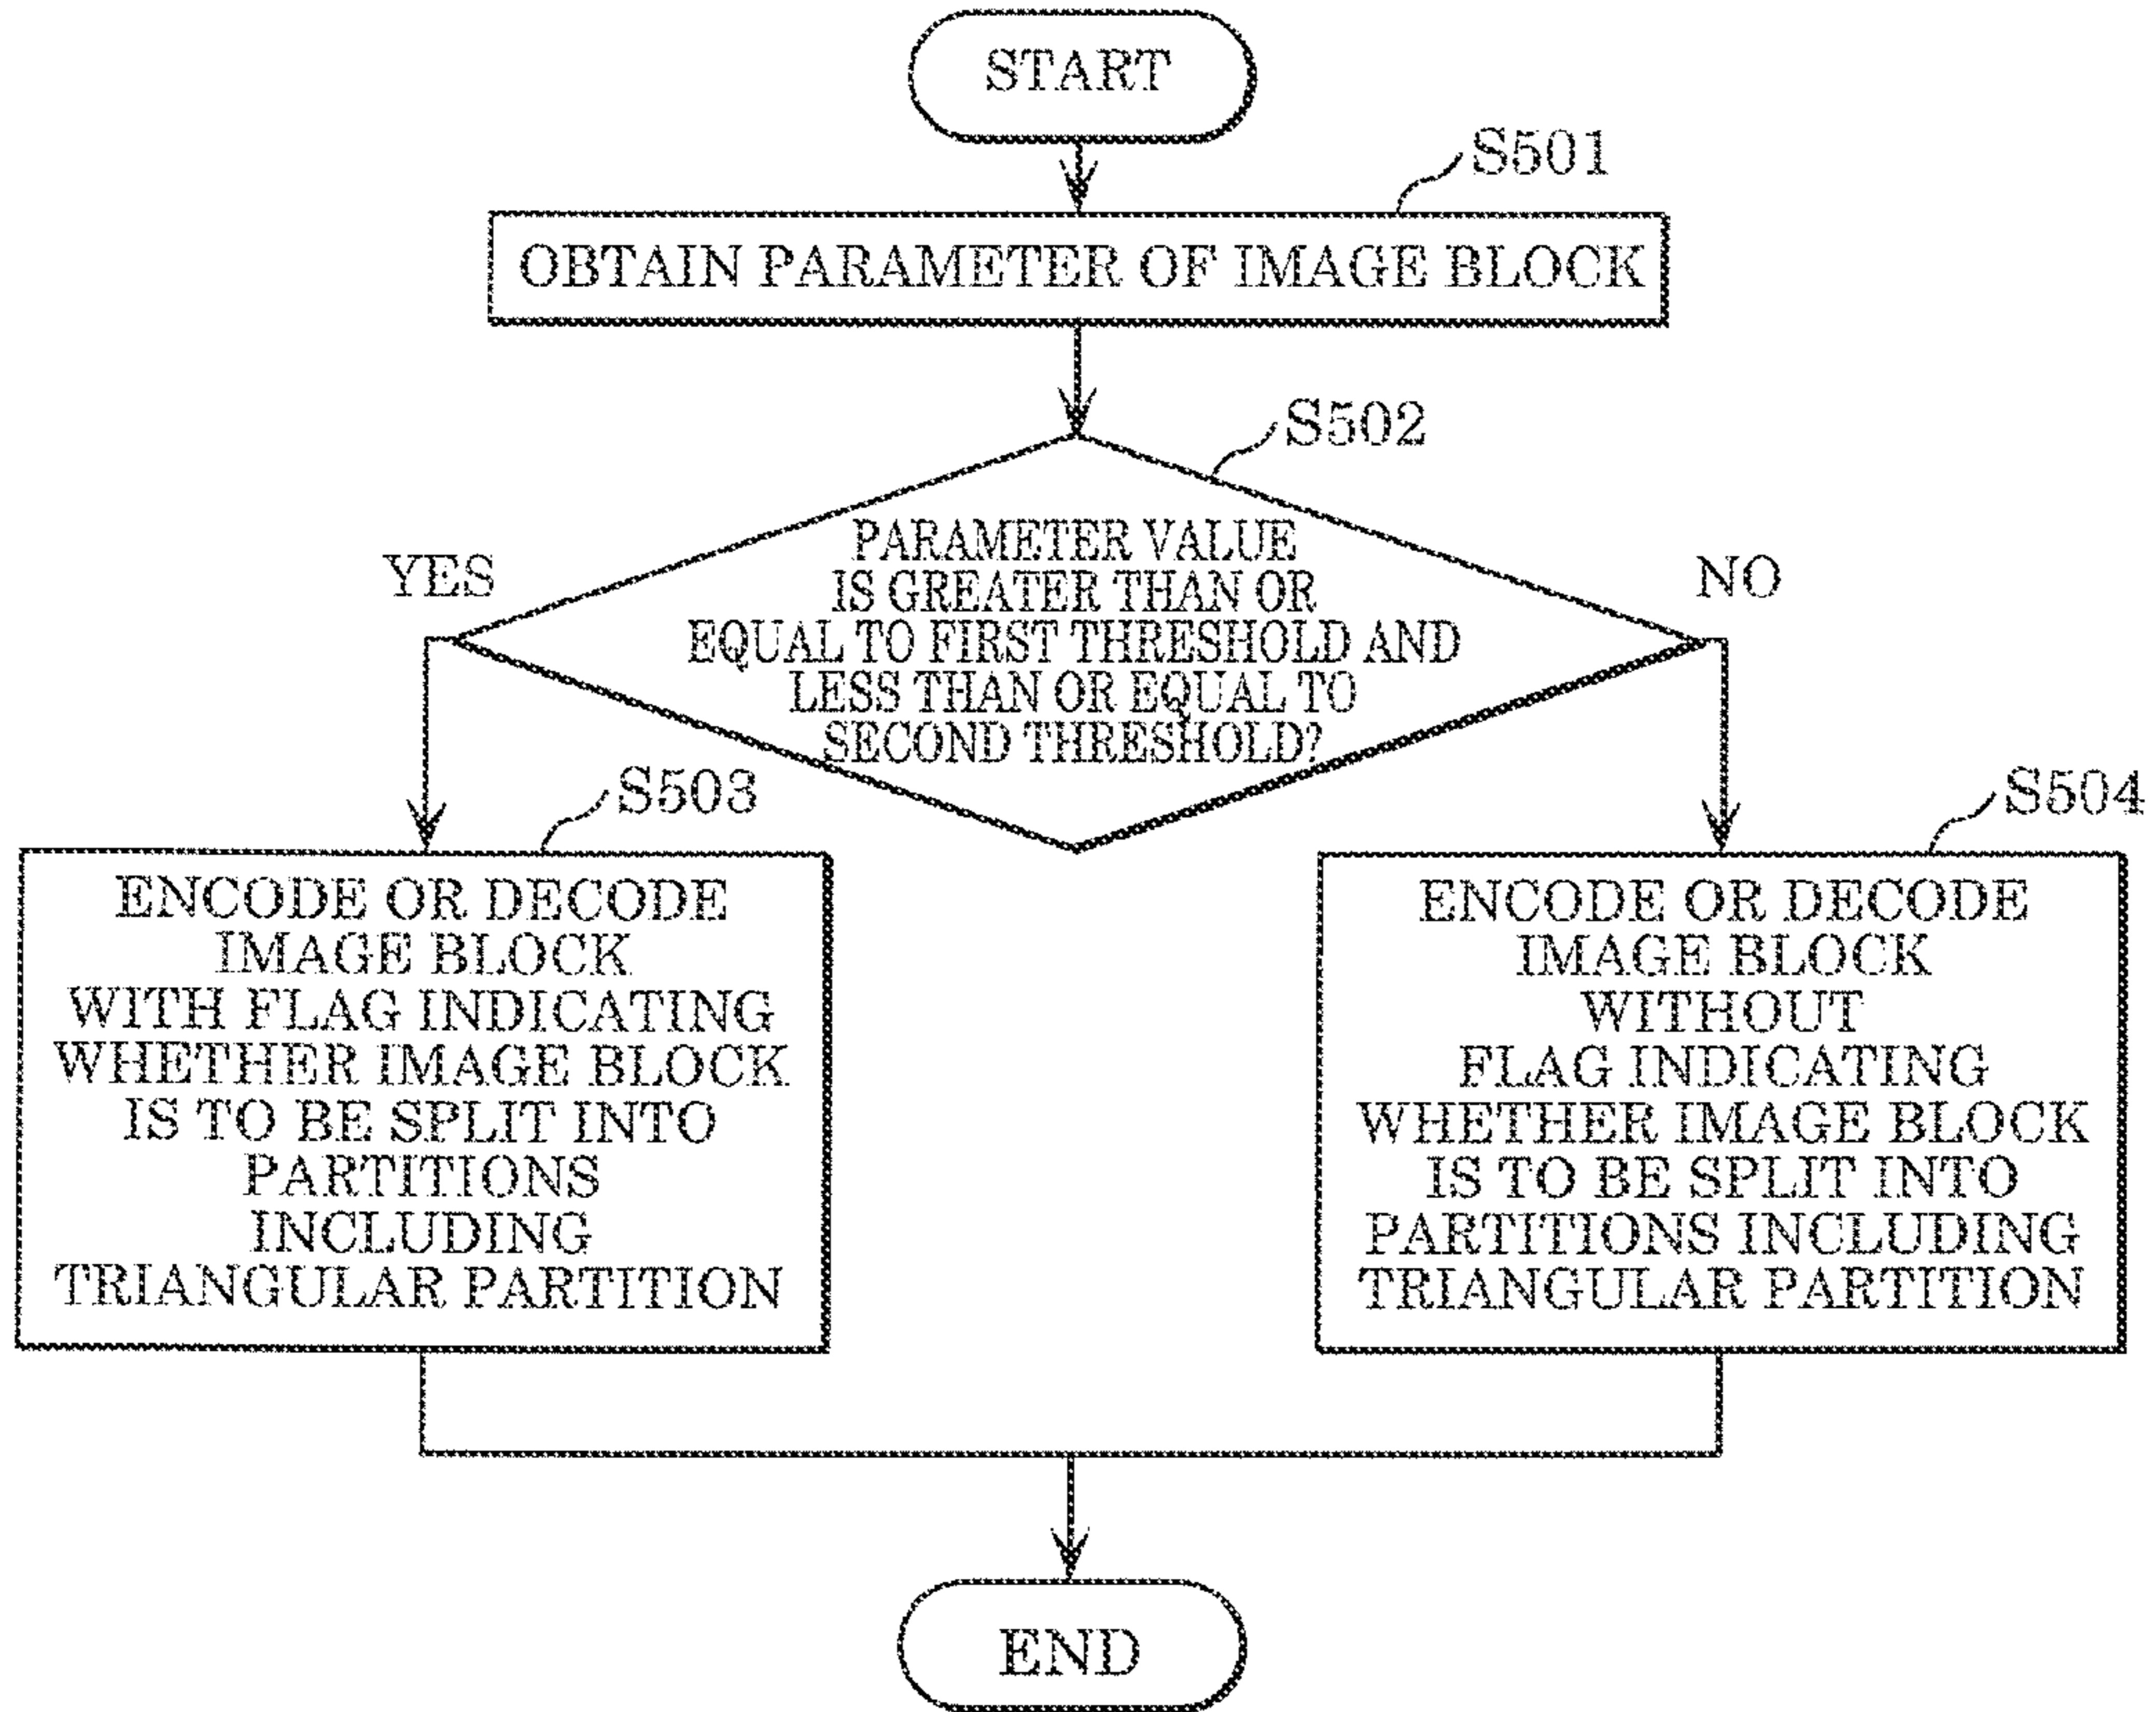 START
S501
OBTAIN PARAMETER OF IMAGE BLOCK
S502
PARAMETER VALUE
IS GREATER THAN OR
EQUAL TO FIRST THRESHOLD AND
LESS THAN OR EQUAL TO
SECOND THRESHOLD?
YES
NO
S503
ENCODE OR DECODE
IMAGE BLOCK
WITH FLAG INDICATING
WHETHER IMAGE BLOCK
IS TO BE SPLIT INTO
PARTITIONS
INCLUDING
TRIANGULAR PARTITION
S504
ENCODE OR DECODE
IMAGE BLOCK
WITHOUT
FLAG INDICATING
WHETHER IMAGE BLOCK
IS TO BE SPLIT INTO
PARTITIONS INCLUDING
TRIANGULAR PARTITION
END